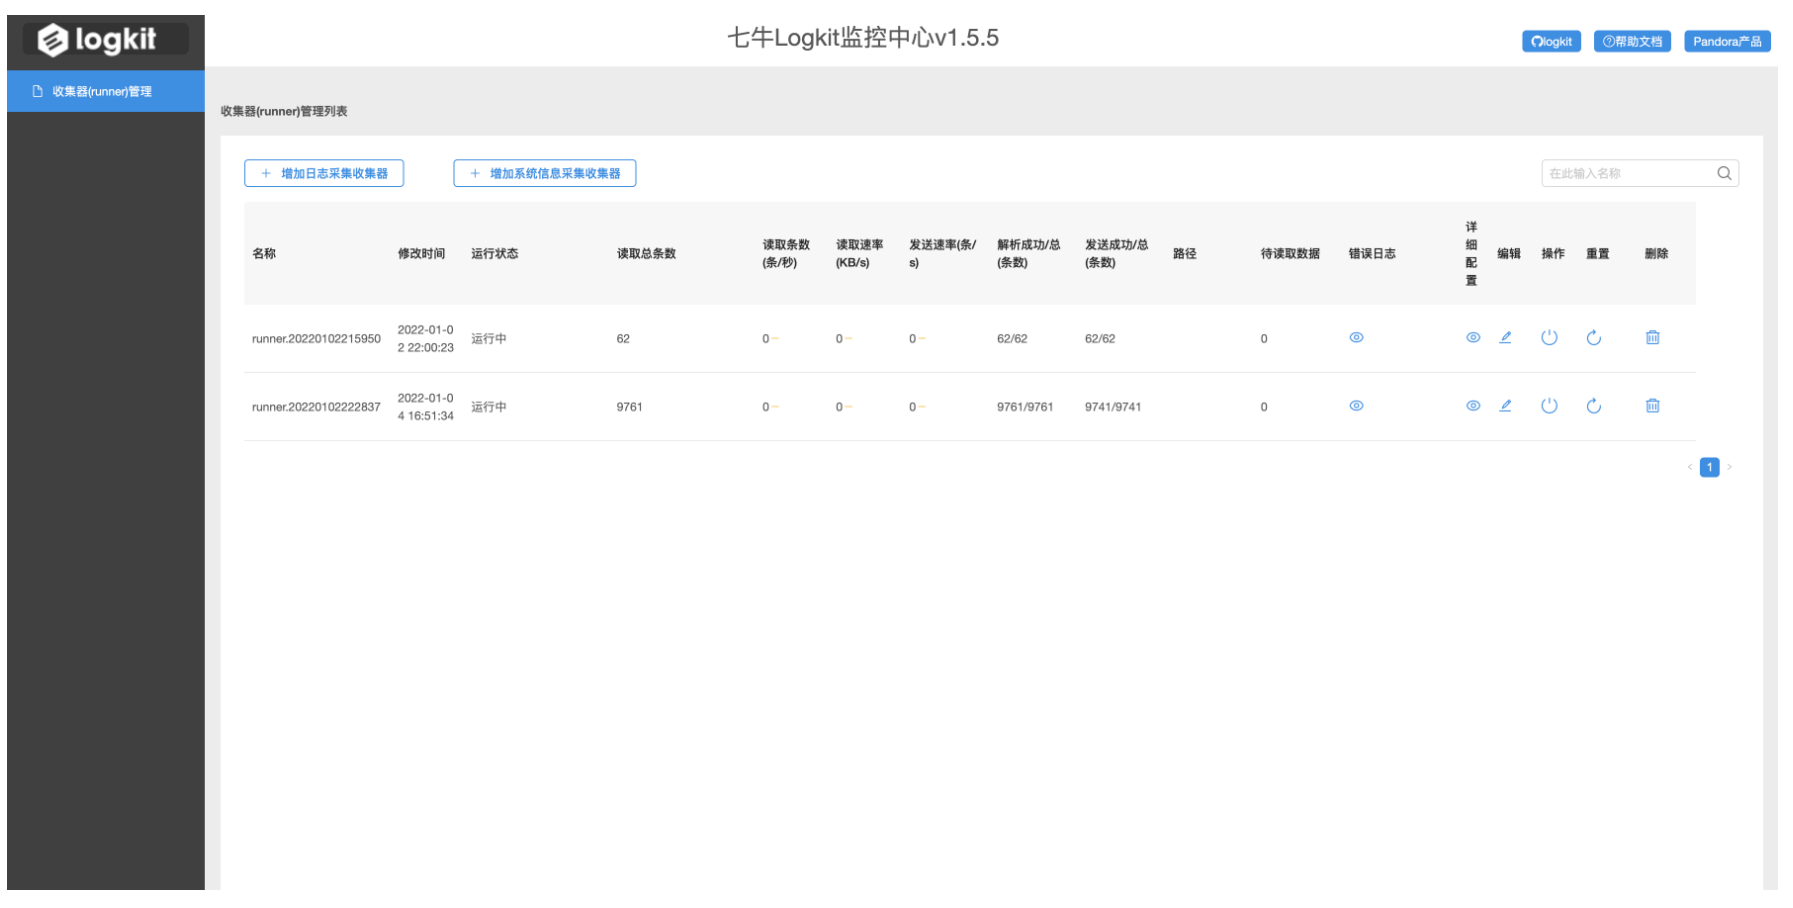 logkit
七牛Logkit监控中心v1.5.5
logkit
帮助文档
Pandora产品
收集器(runner)管理
收集器(runner)管理列表
+ 增加日志采集收集器
+ 增加系统信息采集收集器
在此输入名称
名称
修改时间
运行状态
读取总条数
读取条数
(条/秒)
读取速率
(KB/s)
发送速率(条/
s)
解析成功/总
(条数)
发送成功/总
(条数)
路径
待读取数据
错误日志
详
细
配
置
编辑
操作
重置
删除
runner.20220102215950
2022-01-0
2 22:00:23
运行中
62
0
0
0
62/62
62/62
0
runner.20220102222837
2022-01-0
4 16:51:34
运行中
9761
0
0
0
9761/9761
9741/9741
0
< 1 >